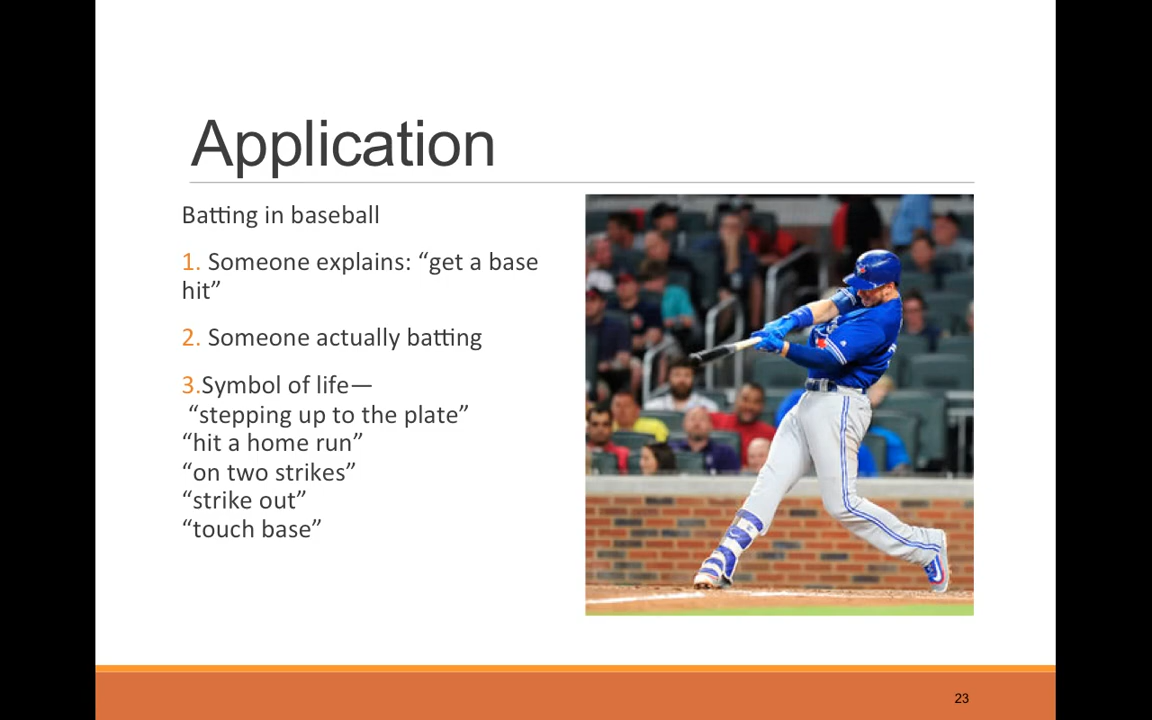 Application
Batting in baseball
1. Someone explains: “get a base
hit”
2. Someone actually batting
3.Symbol of life—
“stepping up to the plate”
“hit a home run”
“on two strikes”
“strike out”
“touch base”
23